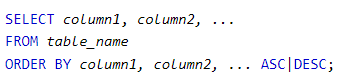 SELECT column1, column2, ...
FROM table_name
ORDER BY column1, column2, ... ASC|DESC;